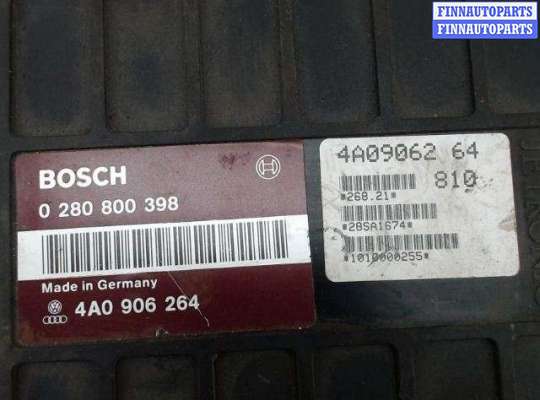 FINNAUTOPARTS
FINNAUTOPARTS
BOSCH
BOSCH
0 280 800 398
Made in Germany
4A0 906 264
4A09062 64
810
*268.21*
*28SA1674*
*1010000255*